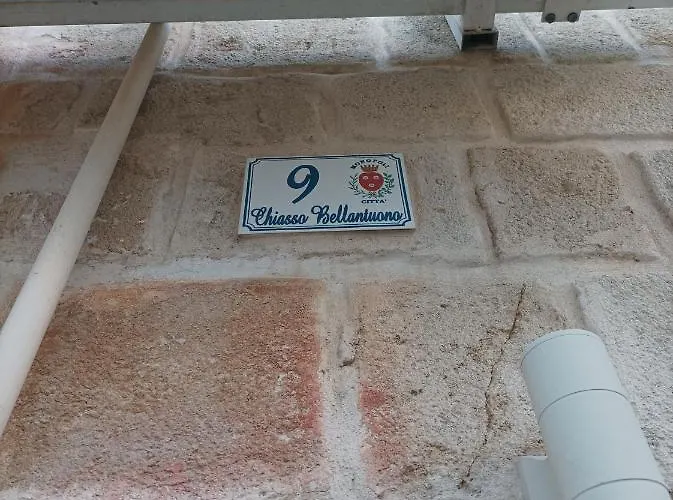 9
MONOPOLI
CITTA'
Chiasso Bellantuono